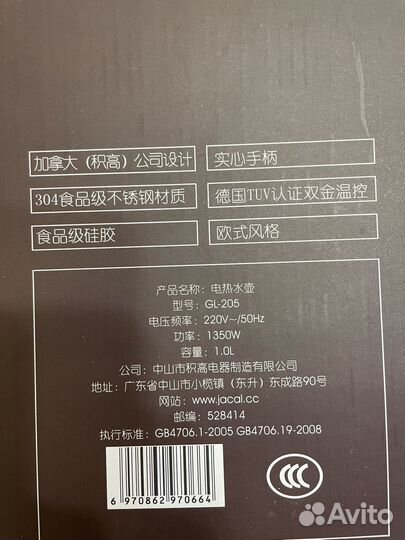 加拿大（积高）公司设计
实心手柄
304食品级不锈钢材质
德国TUV认证双金温控
食品级硅胶
欧式风格
产品名称：电热水壶
型号：GL-205
电压频率：220V~/50Hz
功率：1350W
容量：1.0L
公司：中山市积高电器制造有限公司
地址：广东省中山市小榄镇（东升）东成路90号
网站：www.jacal.cc
邮编：528414
执行标准：GB4706.1-2005 GB4706.19-2008
6 970862 970664
CCC
Avito